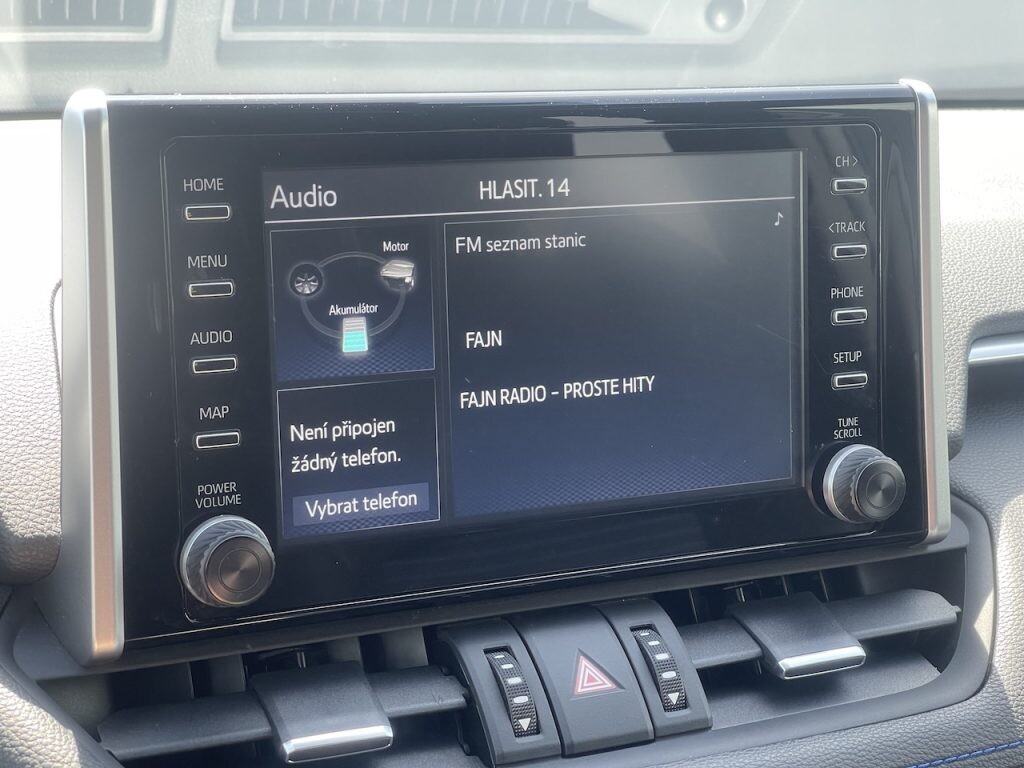 HOME
MENU
AUDIO
MAP
POWER
VOLUME
Audio
HLASIT. 14
Motor
Akumulátor
Není připojen
žádný telefon.
Vybrat telefon
FM seznam stanic
FAJN
FAJN RADIO - PROSTE HITY
CH >
< TRACK
PHONE
SETUP
TUNE
SCROLL